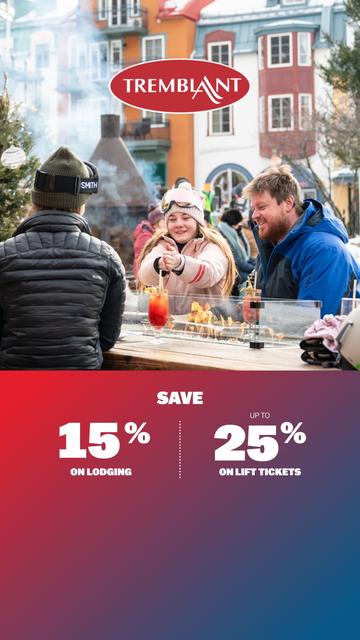 TREMBLANT
SMITH
SAVE
15%
ON LODGING
UP TO
25%
ON LIFT TICKETS